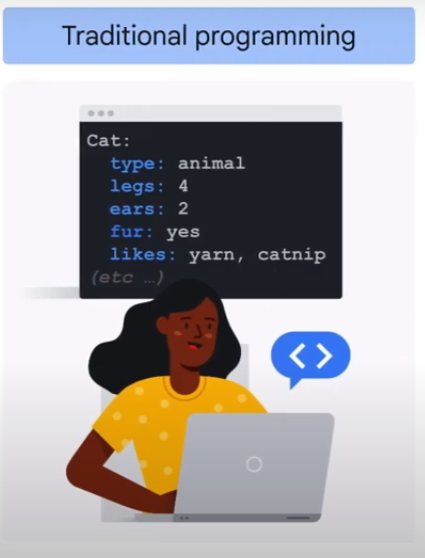 Traditional programming
Cat:
type: animal
legs: 4
ears: 2
fur: yes
likes: yarn, catnip
(etc …)
< >